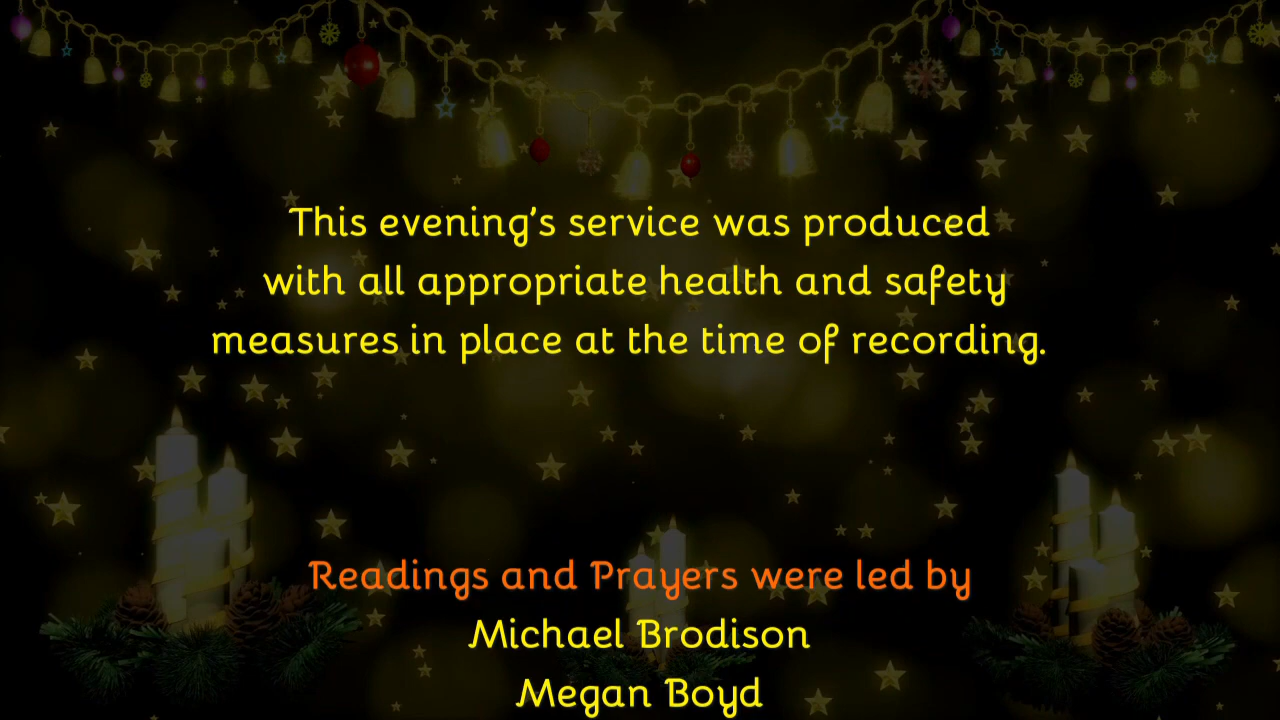 This evening's service was produced
with all appropriate health and safety
measures in place at the time of recording.
Readings and Prayers were led by
Michael Brodison
Megan Boyd